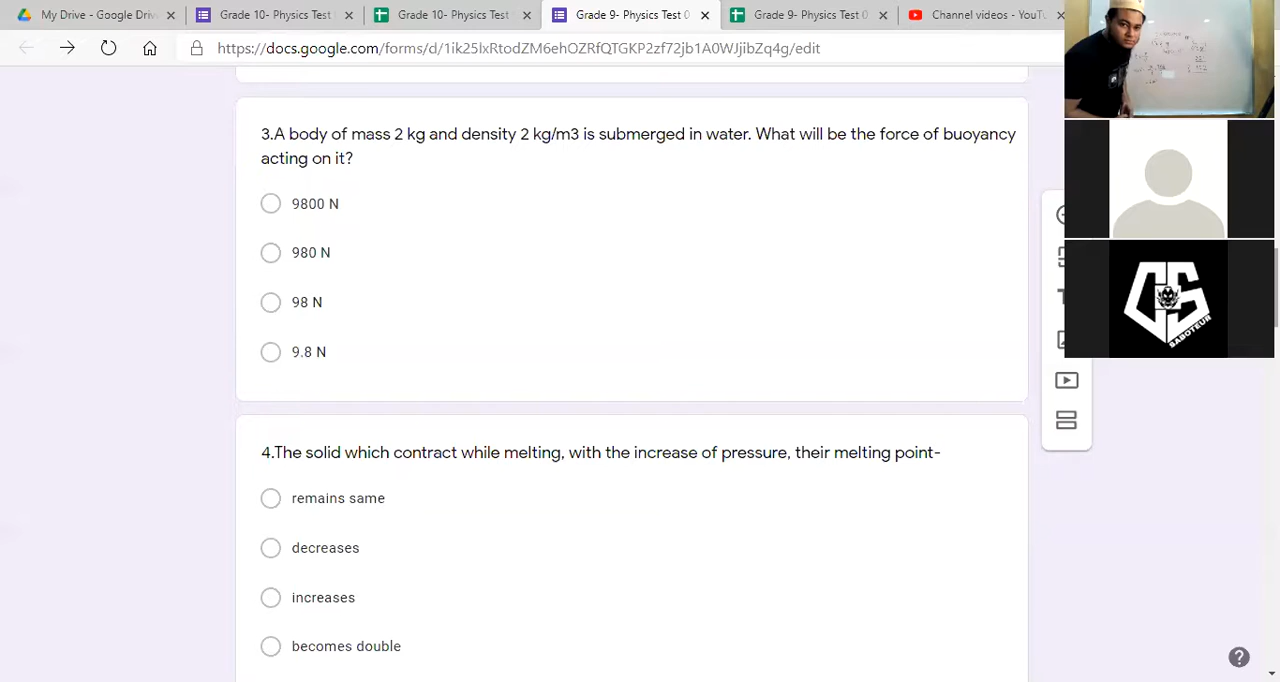 My Drive - Google Driv
Grade 10- Physics Test
Grade 10- Physics Test
Grade 9- Physics Test 0
Grade 9- Physics Test 0
Channel videos - YouTu
https://docs.google.com/forms/d/1ik25lxRtodZM6ehOZRfQTGKP2zf72jb1A0WJjibZq4g/edit
3.A body of mass 2 kg and density 2 kg/m3 is submerged in water. What will be the force of buoyancy
acting on it?
9800 N
980 N
98 N
9.8 N
4.The solid which contract while melting, with the increase of pressure, their melting point-
remains same
decreases
increases
becomes double
SABOTEUR